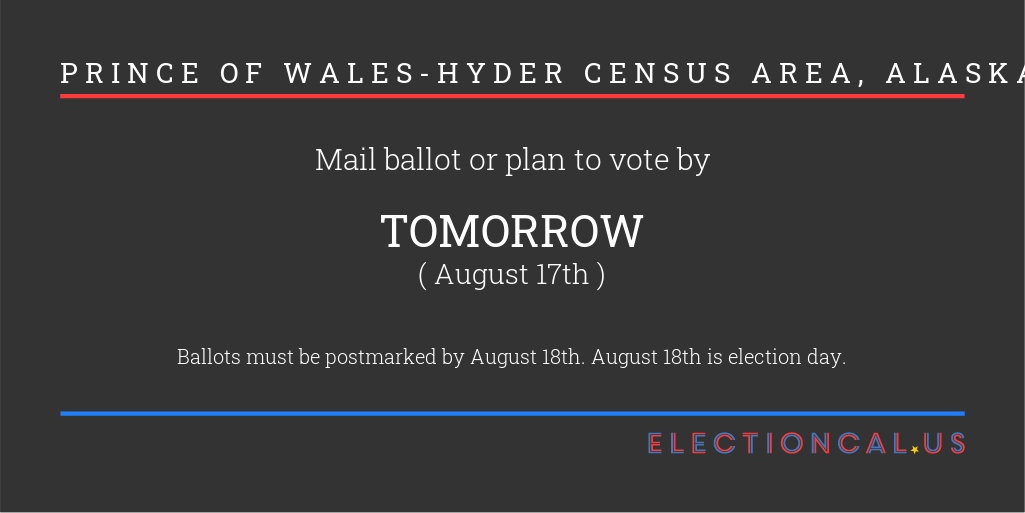 PRINCE OF WALES-HYDER CENSUS AREA, ALASKA
Mail ballot or plan to vote by
TOMORROW
( August 17th )
Ballots must be postmarked by August 18th. August 18th is election day.
ELECTIONCAL.US